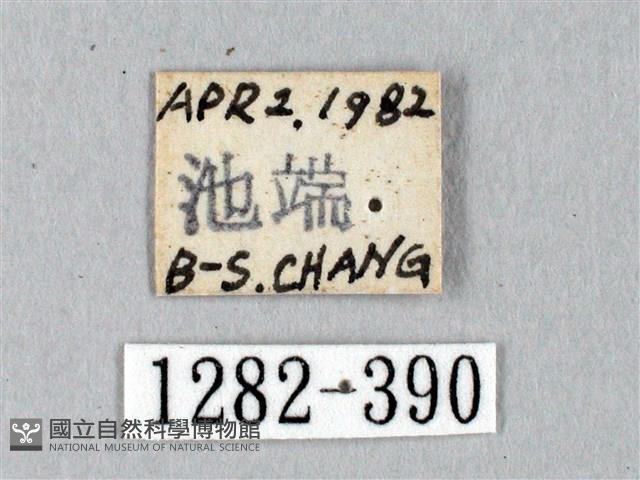 APR 2, 1982
池端
B-S. CHANG
1282-390
國立自然科學博物館
NATIONAL MUSEUM OF NATURAL SCIENCE